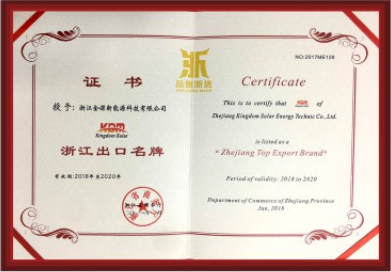 证书
授予：浙江金诺新能源科技有限公司
KDM
Kingdom Solar
浙江出口名牌
有效期：2018年至2020年
浙
品质浙货
NO:2017ME126
Certificate
This is to certify that KDM of
Zhejiang Kingdom Solar Energy Technic Co.,Ltd.
is listed as a
"Zhejiang Top Export Brand"
Period of validity: 2018 to 2020
Department of Commerce of Zhejiang Province
Jan, 2018